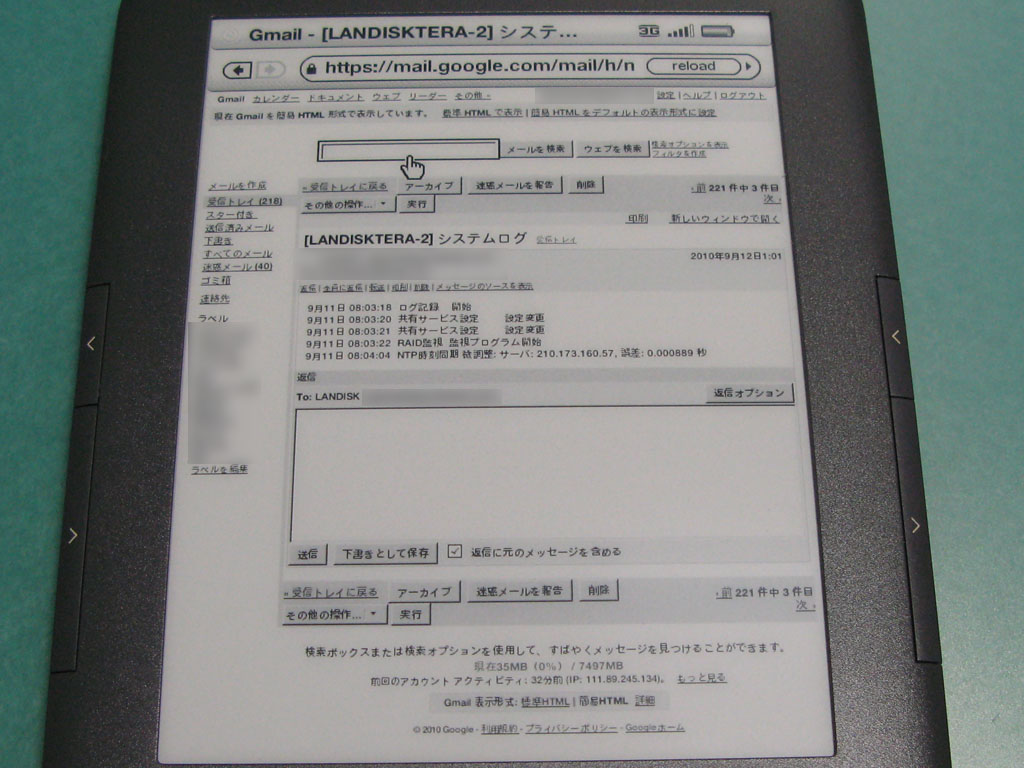 Gmail - [LANDISKTERA-2] システ... 3G
https://mail.google.com/mail/h/n reload
Gmail カレンダー ドキュメント ウェブ リーダー その他 設定 | ヘルプ | ログアウト
現在 Gmail を簡易 HTML 形式で表示しています。 標準 HTML で表示 | 簡易 HTML をデフォルトの表示形式に設定
メールを検索 ウェブを検索 検索オプションを表示
フィルタを作成
メールを作成
受信トレイ (218)
スター付き
送信済みメール
下書き
すべてのメール
迷惑メール (40)
ゴミ箱
連絡先
ラベル
ラベルを編集
« 受信トレイに戻る アーカイブ 迷惑メールを報告 削除 ‹ 前 221 件中 3 件目
その他の操作... 実行 次 ›
印刷 新しいウィンドウで開く
[LANDISKTERA-2] システムログ 受信トレイ
2010年9月12日1:01
返信 | 全員に返信 | 転送 | 印刷 | 削除 | メッセージのソースを表示
9月11日 08:03:18 ログ記録 開始
9月11日 08:03:20 共有サービス設定 設定変更
9月11日 08:03:21 共有サービス設定 設定変更
9月11日 08:03:22 RAID監視 監視プログラム開始
9月11日 08:04:04 NTP時刻同期 微調整: サーバ: 210.173.160.57, 誤差: 0.000889 秒
返信
To: LANDISK 返信オプション
送信 下書きとして保存 返信に元のメッセージを含める
« 受信トレイに戻る アーカイブ 迷惑メールを報告 削除 ‹ 前 221 件中 3 件目
その他の操作... 実行 次 ›
検索ボックスまたは検索オプションを使用して、すばやくメッセージを見つけることができます。
現在35MB (0%) / 7497MB
前回のアカウント アクティビティ: 32分前 (IP: 111.89.245.134)。 もっと見る
Gmail 表示形式: 標準HTML | 簡易HTML 詳細
© 2010 Google - 利用規約 - プライバシー ポリシー - Googleホーム